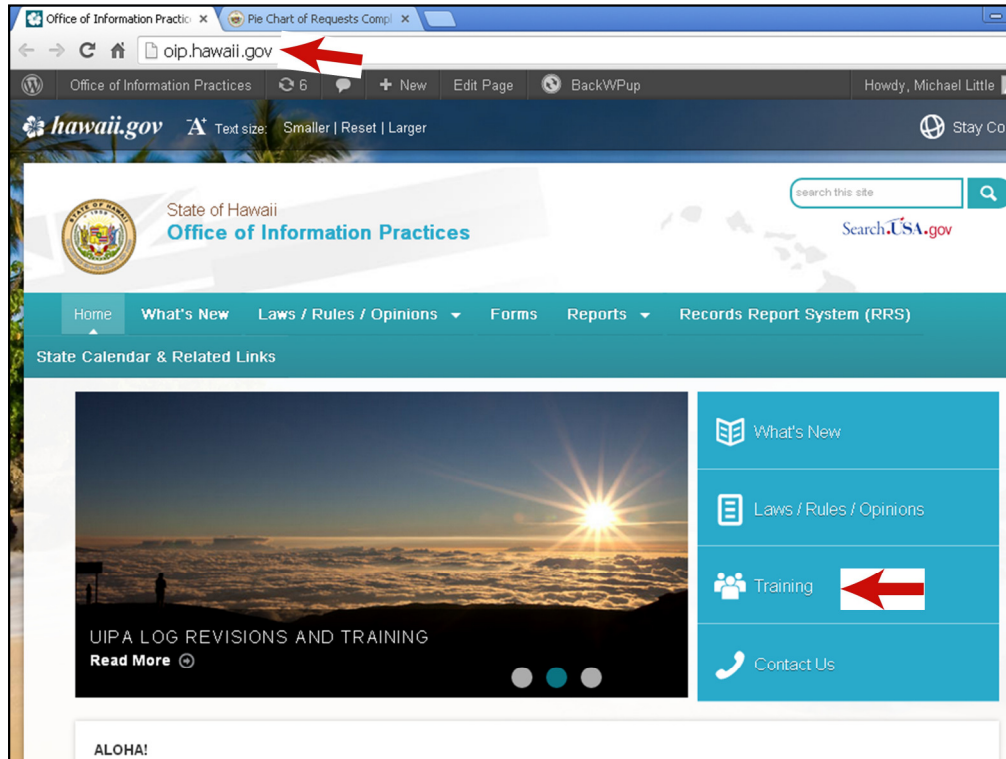 Office of Information Practic × Pie Chart of Requests Compl ×
oip.hawaii.gov
Office of Information Practices 6 + New Edit Page BackWPup Howdy, Michael Little
hawaii.gov A Text size: Smaller | Reset | Larger Stay Co
search this site
State of Hawaii
Office of Information Practices
Search.USA.gov
Home What's New Laws / Rules / Opinions Forms Reports Records Report System (RRS)
State Calendar & Related Links
What's New
Laws / Rules / Opinions
Training
UIPA LOG REVISIONS AND TRAINING
Read More
Contact Us
ALOHA!